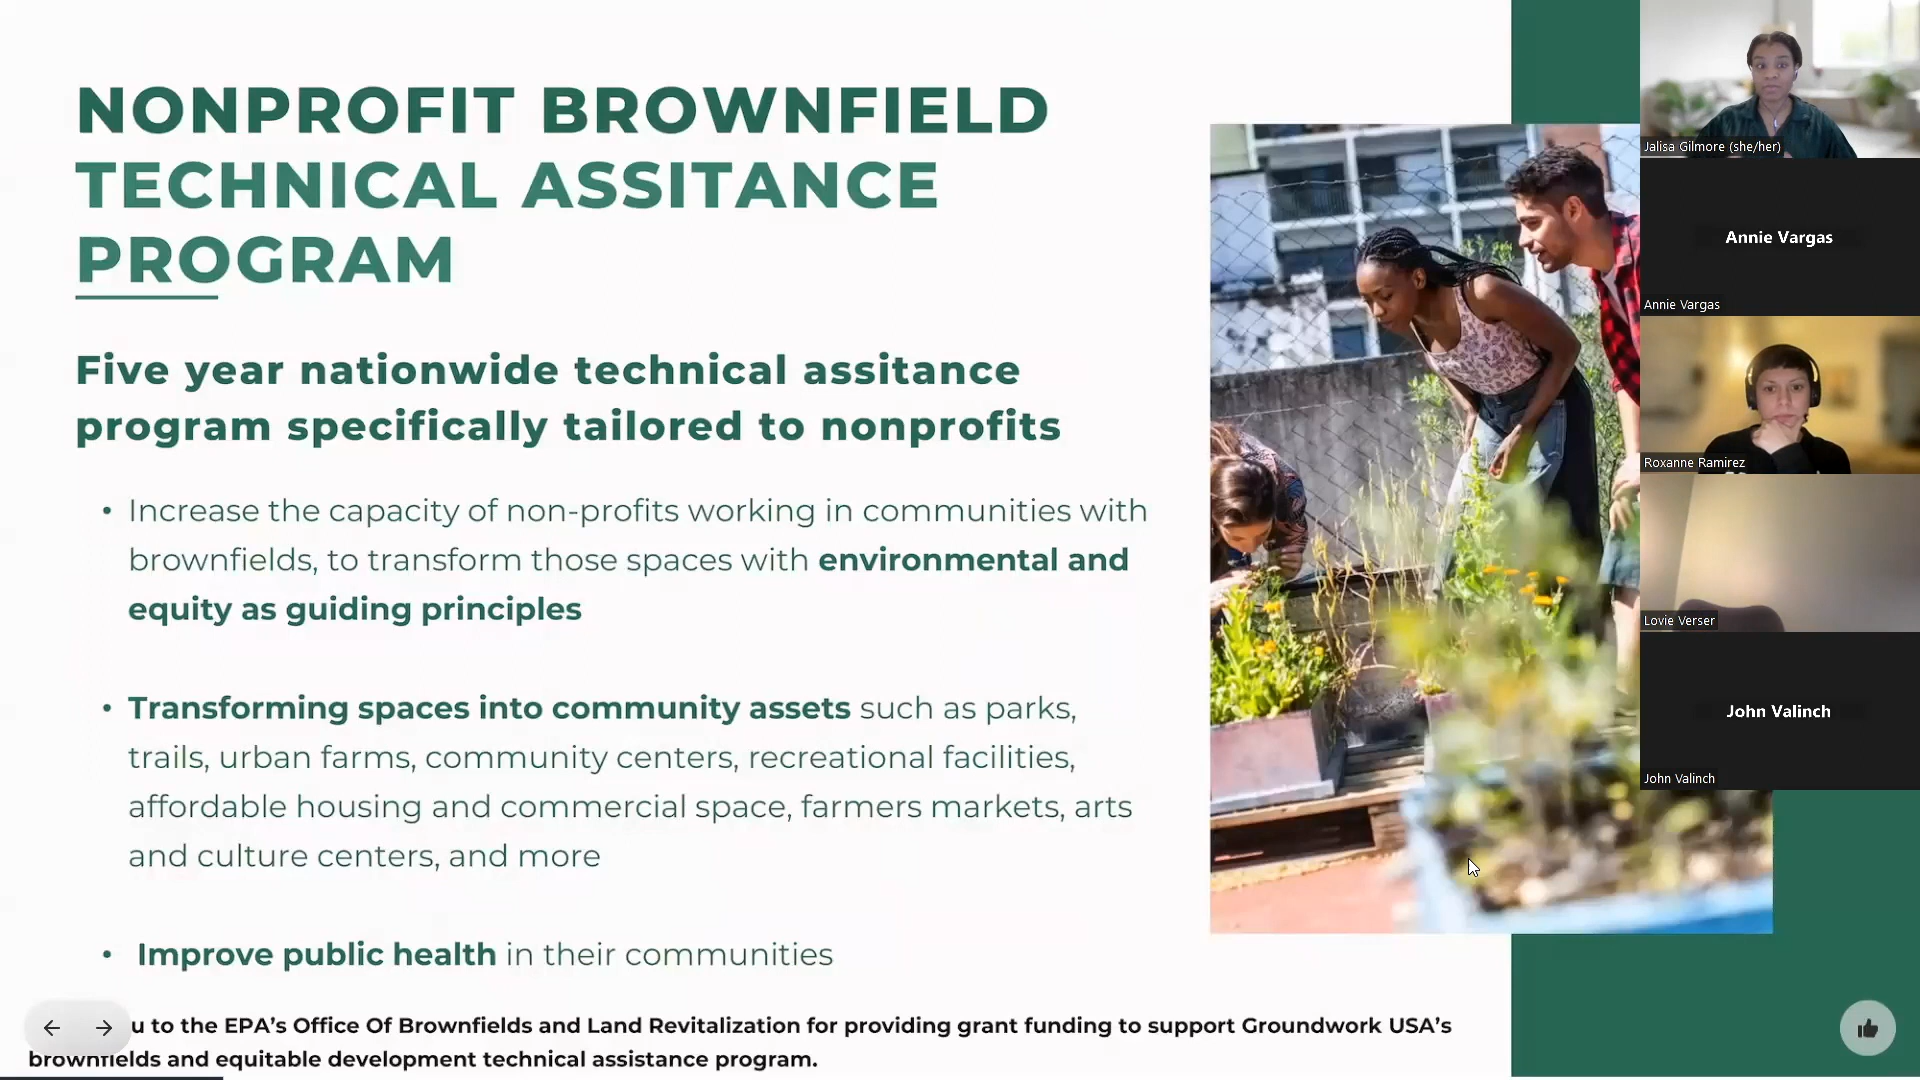 NONPROFIT BROWNFIELD
TECHNICAL ASSITANCE
PROGRAM
Five year nationwide technical assitance
program specifically tailored to nonprofits
• Increase the capacity of non-profits working in communities with
brownfields, to transform those spaces with environmental and
equity as guiding principles
• Transforming spaces into community assets such as parks,
trails, urban farms, community centers, recreational facilities,
affordable housing and commercial space, farmers markets, arts
and culture centers, and more
• Improve public health in their communities
u to the EPA’s Office Of Brownfields and Land Revitalization for providing grant funding to support Groundwork USA’s
brownfields and equitable development technical assistance program.
Jalisa Gilmore (she/her)
Annie Vargas
Annie Vargas
Roxanne Ramirez
Lovie Verser
John Valinch
John Valinch